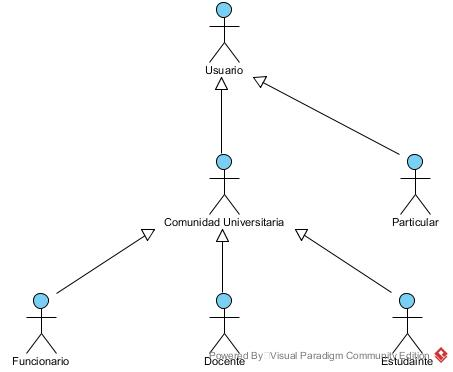 Usuario
Comunidad Universitaria
Particular
Funcionario
Docente
Estudainte
Powered By Visual Paradigm Community Edition